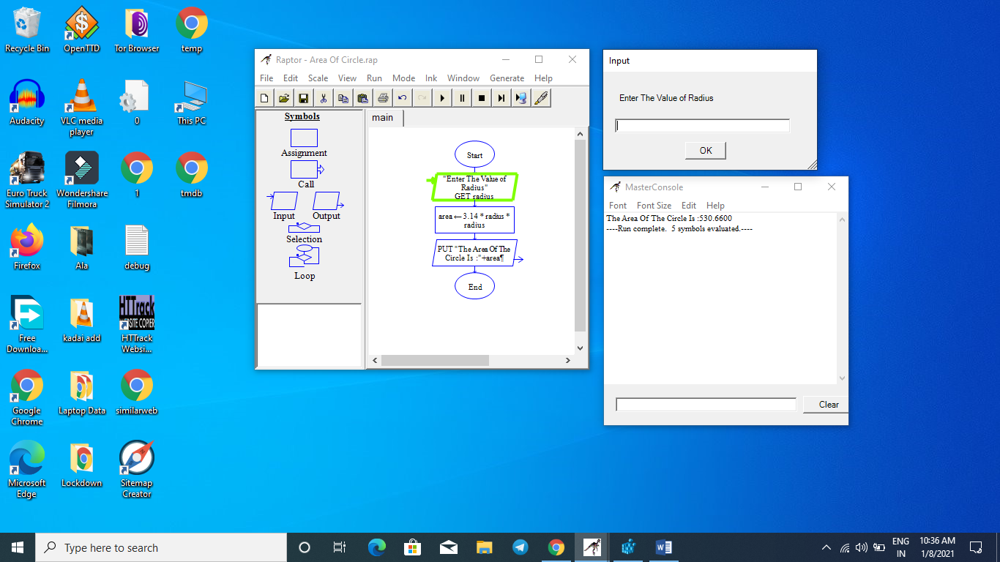 Recycle Bin
OpenTTD
Tor Browser
temp
Audacity
VLC media
player
0
This PC
Euro Truck
Simulator 2
Wondershare
Filmora
1
tmdb
Firefox
Ala
debug
Free
Downloa...
kadai add
HTTrack
WEBSITE COPIER
HTTrack
Websi...
Google
Chrome
Laptop Data
similarweb
Microsoft
Edge
Lockdown
Sitemap
Creator
Raptor - Area Of Circle.rap
File Edit Scale View Run Mode Ink Window Generate Help
Symbols
Assignment
Call
Input Output
Selection
Loop
main
Start
"Enter The Value of
Radius"
GET radius
area ← 3.14 * radius *
radius
PUT "The Area Of The
Circle Is :"+area¶
End
Input
Enter The Value of Radius
OK
MasterConsole
Font Font Size Edit Help
The Area Of The Circle Is :530.6600
----Run complete. 5 symbols evaluated.----
Clear
Type here to search
W
ENG
IN
10:36 AM
1/8/2021